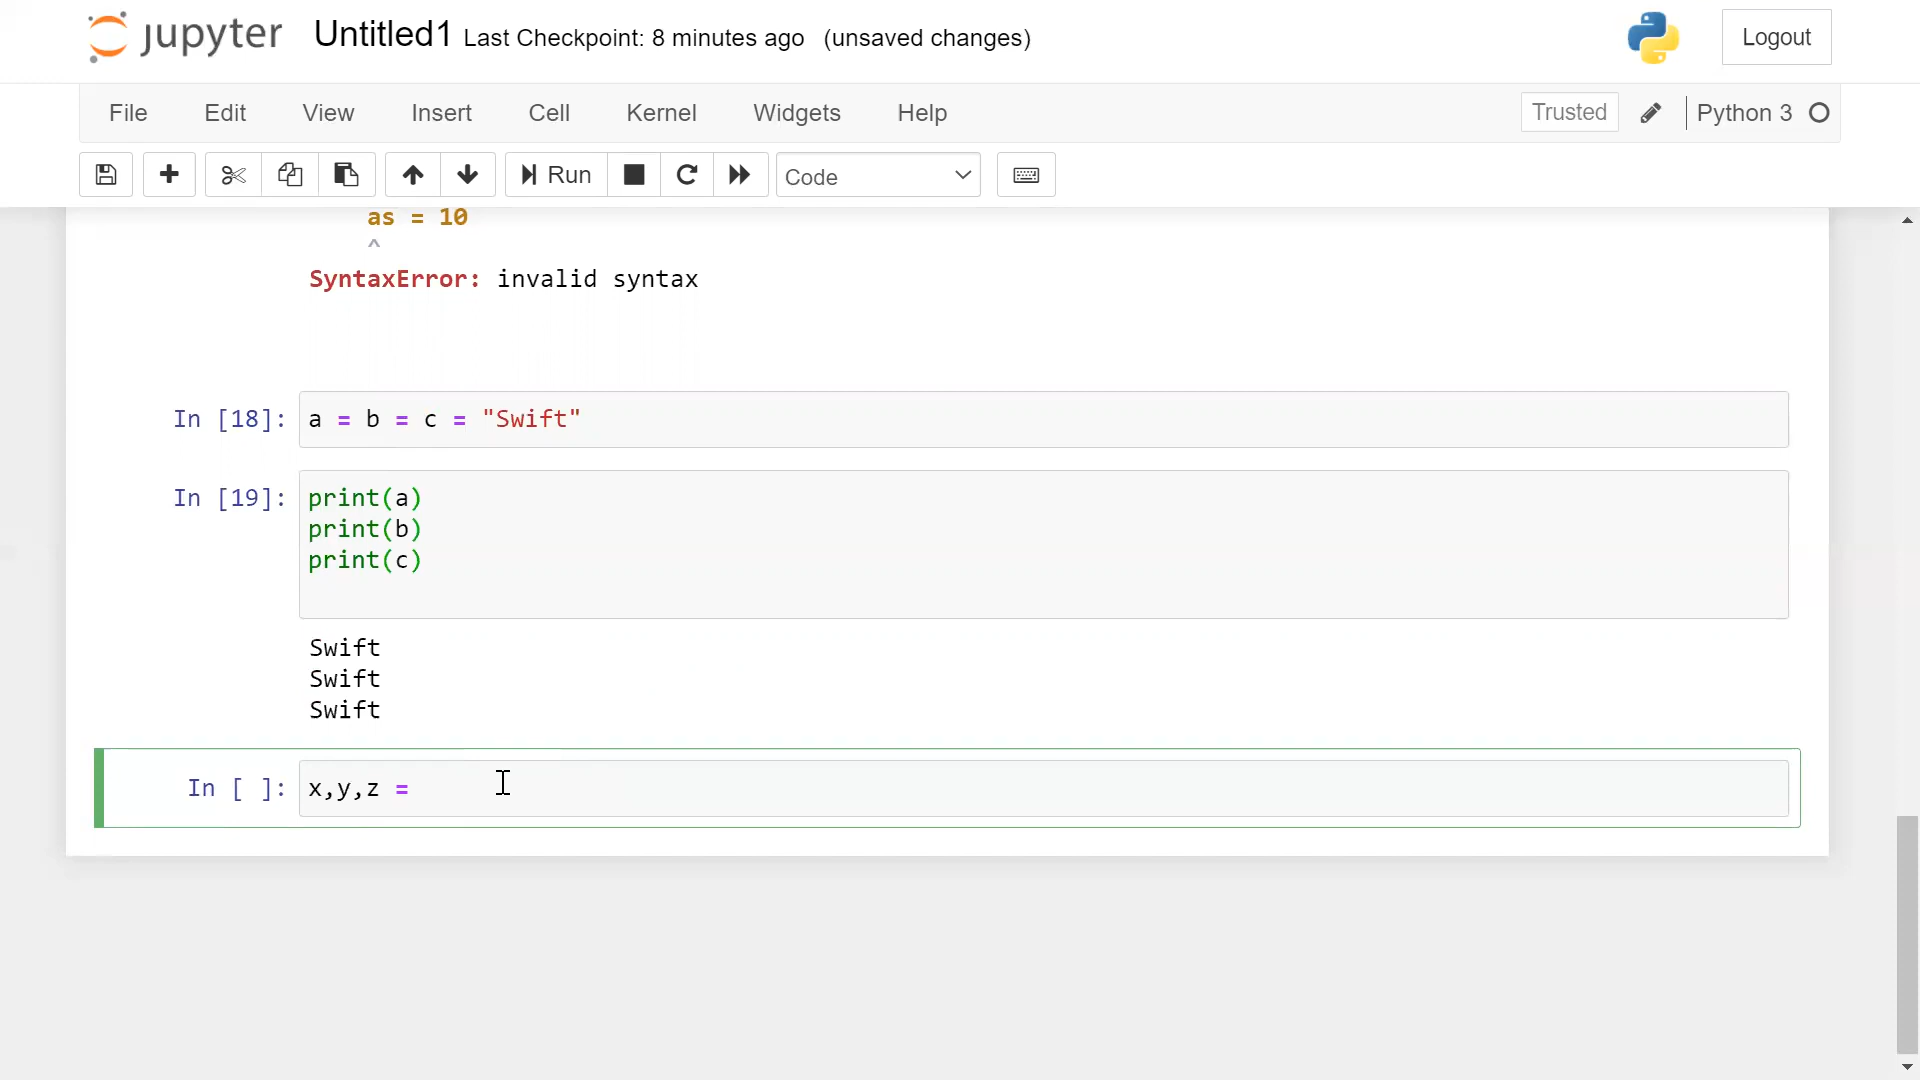 jupyter Untitled1 Last Checkpoint: 8 minutes ago (unsaved changes) Logout
File Edit View Insert Cell Kernel Widgets Help Trusted Python 3
Run Code
as = 10
^
SyntaxError: invalid syntax
In [18]: a = b = c = "Swift"
In [19]: print(a)
print(b)
print(c)
Swift
Swift
Swift
In [ ]: x,y,z =